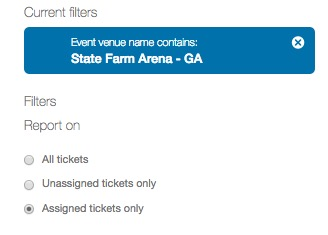 Current filters
Event venue name contains:
State Farm Arena - GA
Filters
Report on
All tickets
Unassigned tickets only
Assigned tickets only